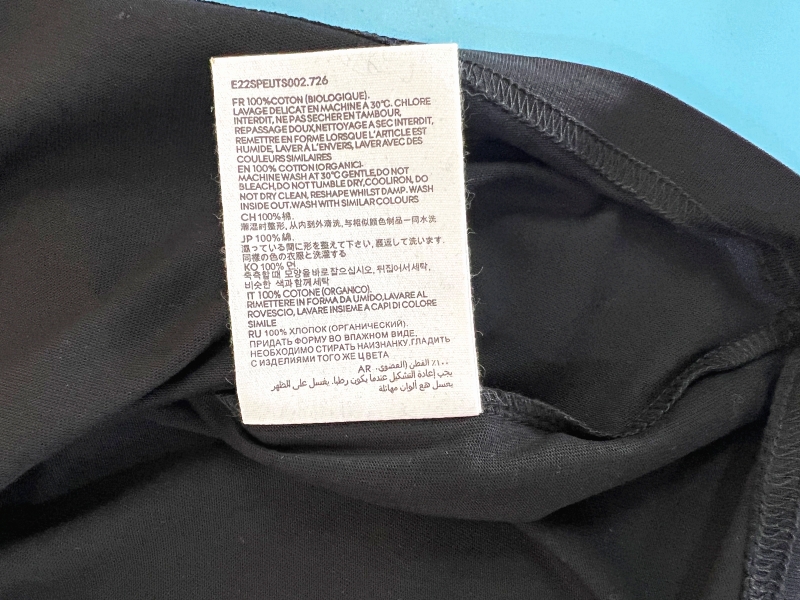 E22SPEUTS002.726
FR 100%COTON (BIOLOGIQUE).
LAVAGE DELICAT EN MACHINE A 30°C. CHLORE
INTERDIT, NE PAS SECHER EN TAMBOUR,
REPASSAGE DOUX,NETTOYAGE A SEC INTERDIT,
REMETTRE EN FORME LORSQUE L'ARTICLE EST
HUMIDE, LAVER À L'ENVERS, LAVER AVEC DES
COULEURS SIMILAIRES
EN 100% COTTON (ORGANIC).
MACHINE WASH AT 30°C GENTLE,DO NOT
BLEACH,DO NOT TUMBLE DRY,COOLIRON, DO
NOT DRY CLEAN, RESHAPE WHILST DAMP. WASH
INSIDE OUT.WASH WITH SIMILAR COLOURS
CH 100%棉.
潮湿时整形, 从内到外清洗, 与相似颜色制品一同水洗
JP 100%綿.
濕っている間に形を整えて下さい, 裏返して洗います.
同様の色の衣服と洗濯する
KO 100% 면.
축축할 때 모양을 바로 잡으십시오, 뒤집어서 세탁,
비슷한 색과 함께 세탁
IT 100% COTONE (ORGANICO).
RIMETTERE IN FORMA DA UMIDO,LAVARE AL
ROVESCIO, LAVARE INSIEME A CAPI DI COLORE
SIMILE
RU 100% ХЛОПОК (ОРГАНИЧЕСКИЙ).
ПРИДАТЬ ФОРМУ ВО ВЛАЖНОМ ВИДЕ,
НЕОБХОДИМО СТИРАТЬ НАИЗНАНКУ. ГЛАДИТЬ
С ИЗДЕЛИЯМИ ТОГО ЖЕ ЦВЕТА
AR ١٠٠٪ القطن (العضوي).
يجب إعادة التشكيل عندما يكون رطبا. يغسل على للظهر
يغسل مع ألوان مماثلة